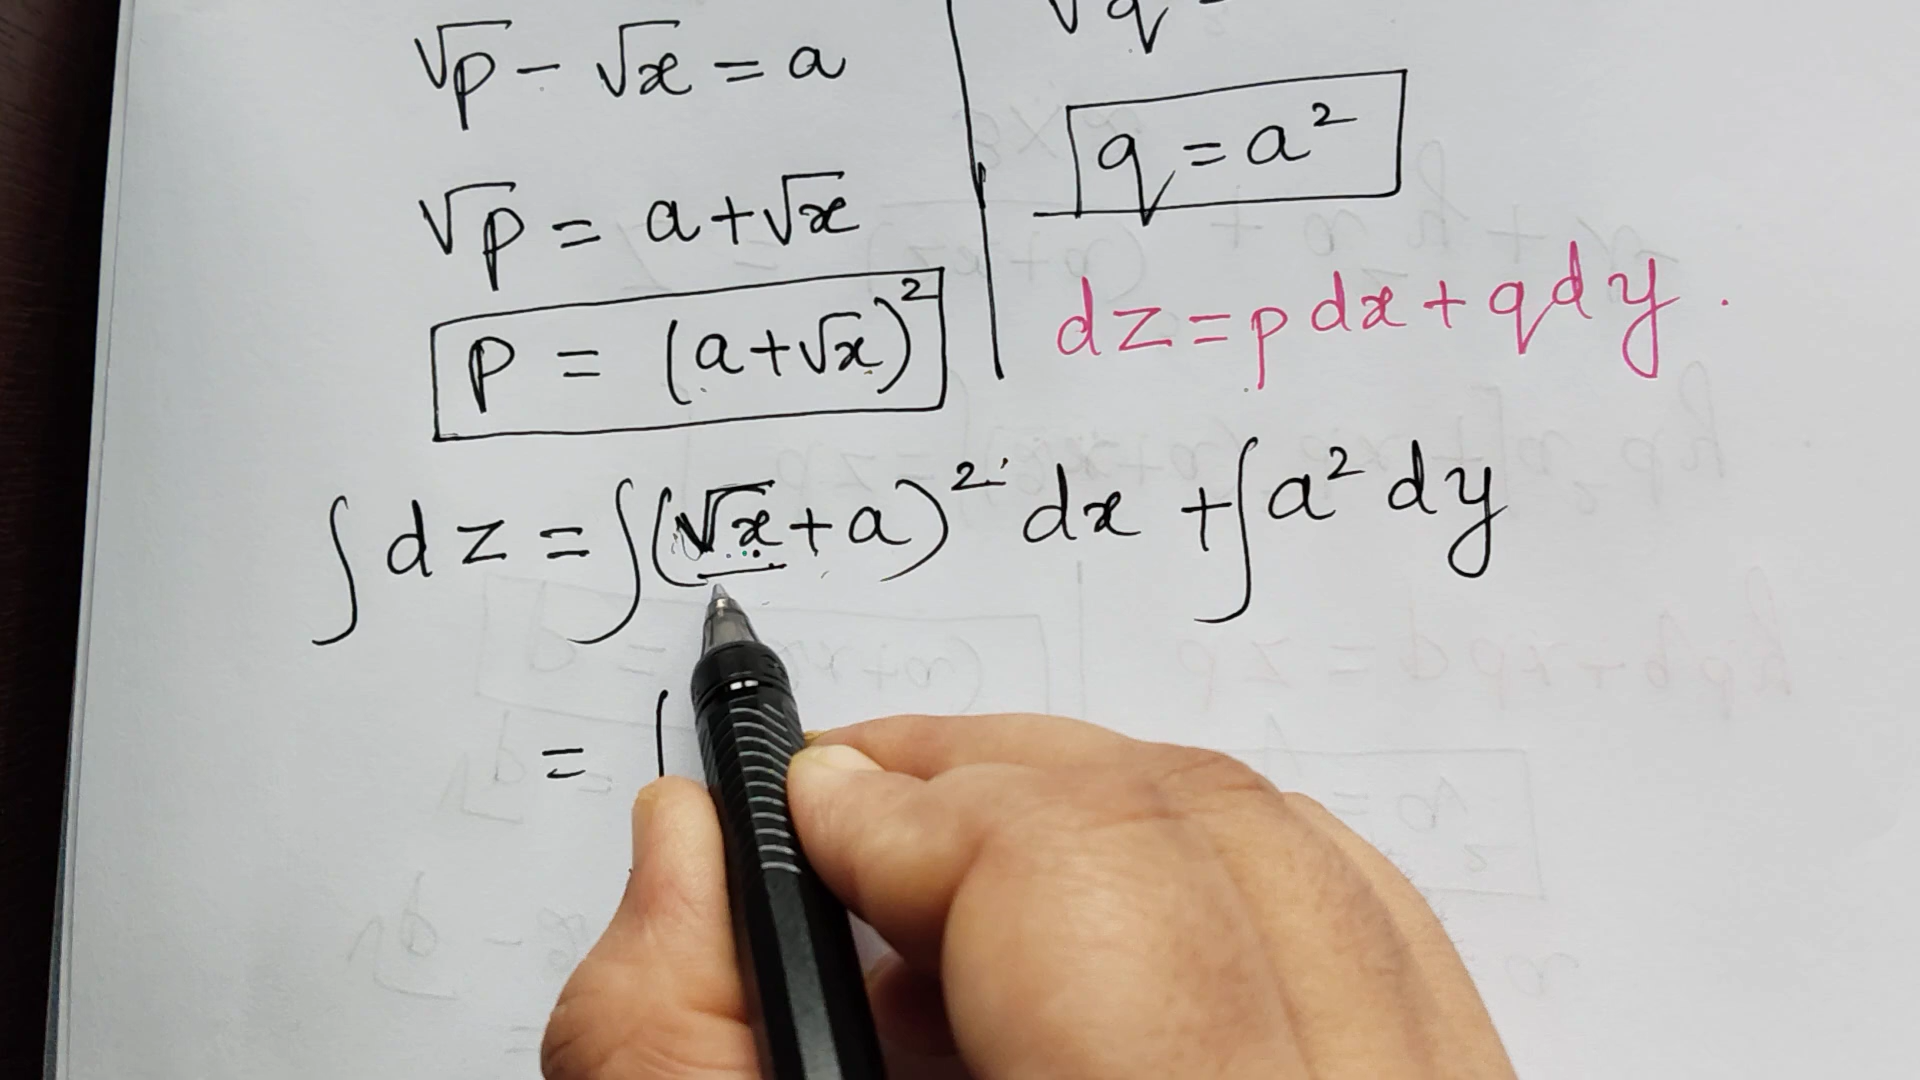 √p - √x = a
√q
√p = a + √x
q = a²
p = (a + √x)²
dz = p dx + q dy .
∫ dz = ∫ (√x + a)² dx + ∫ a² dy
= ∫